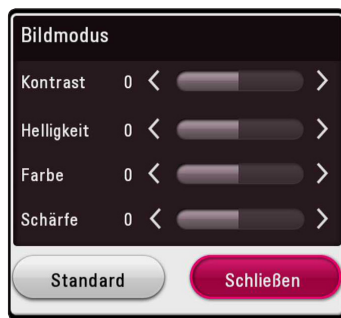 Bildmodus
Kontrast 0
Helligkeit 0
Farbe 0
Schärfe 0
Standard Schließen